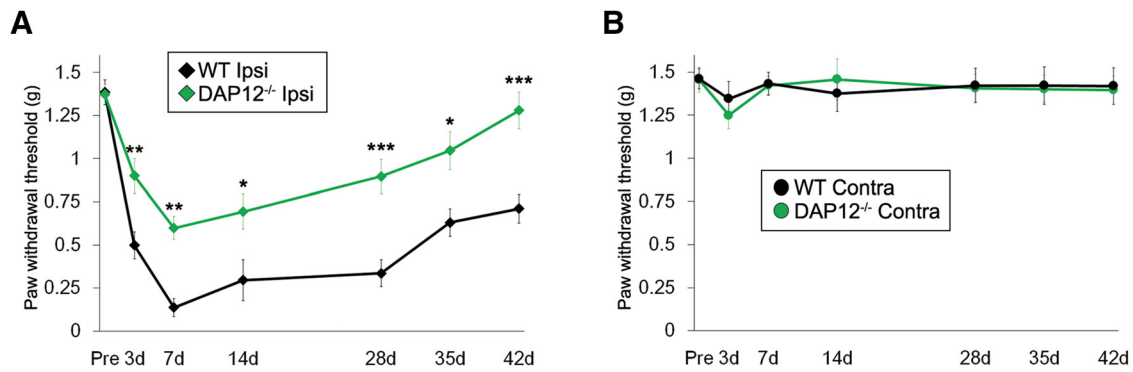 A
Paw withdrawal threshold (g)
1.5
1.25
1
0.75
0.5
0.25
0
WT Ipsi
DAP12-/- Ipsi
**
**
*
***
*
***
Pre 3d 7d 14d 28d 35d 42d
B
Paw withdrawal threshold (g)
1.5
1.25
1
0.75
0.5
0.25
0
WT Contra
DAP12-/- Contra
Pre 3d 7d 14d 28d 35d 42d